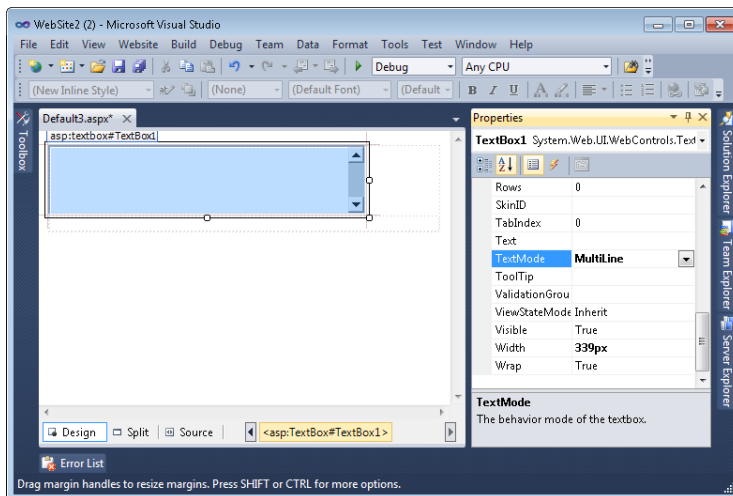 WebSite2 (2) - Microsoft Visual Studio
File Edit View Website Build Debug Team Data Format Tools Test Window Help
Debug Any CPU
(New Inline Style) (None) (Default Font) (Default B I U A
Default3.aspx* ×
Toolbox
asp:textbox#TextBox1
Design Split Source <asp:TextBox#TextBox1>
Properties
TextBox1 System.Web.UI.WebControls.Text
Rows 0
SkinID
TabIndex 0
Text
TextMode MultiLine
ToolTip
ValidationGrou
ViewStateMode Inherit
Visible True
Width 339px
Wrap True
TextMode
The behavior mode of the textbox.
Solution Explorer
Team Explorer
Server Explorer
Error List
Drag margin handles to resize margins. Press SHIFT or CTRL for more options.